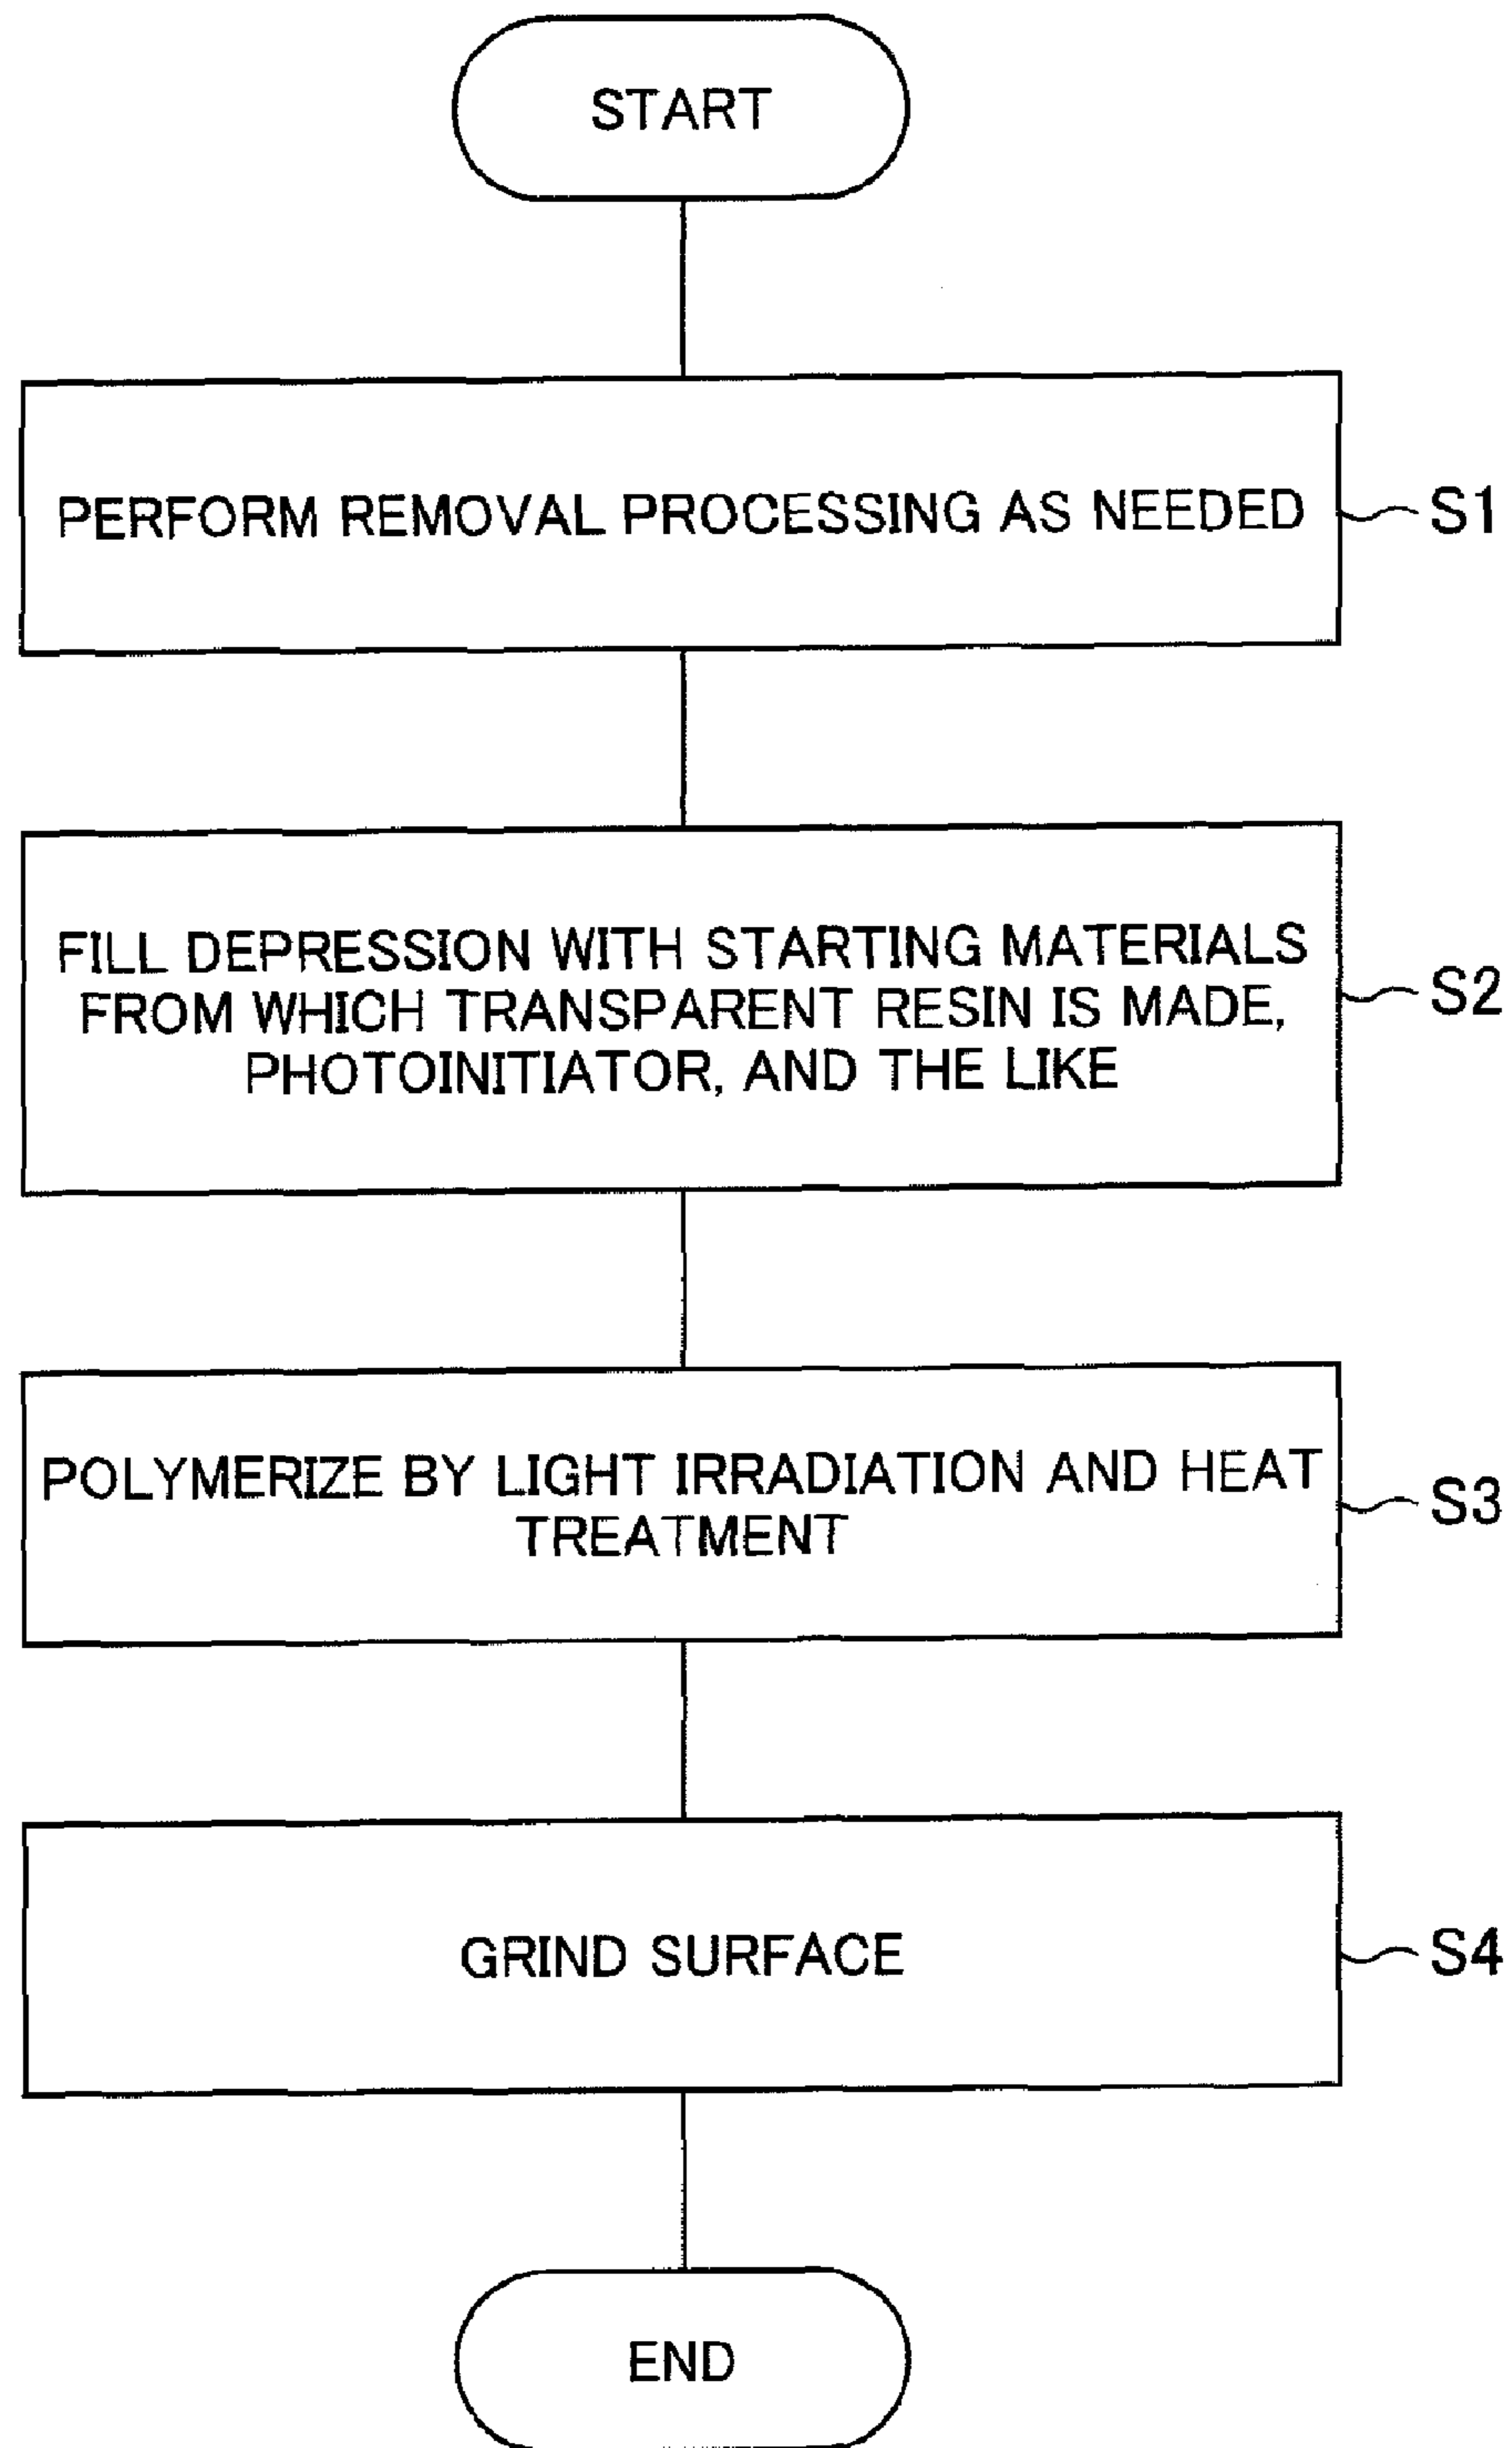 START
PERFORM REMOVAL PROCESSING AS NEEDED
S1
FILL DEPRESSION WITH STARTING MATERIALS
FROM WHICH TRANSPARENT RESIN IS MADE,
PHOTOINITIATOR, AND THE LIKE
S2
POLYMERIZE BY LIGHT IRRADIATION AND HEAT
TREATMENT
S3
GRIND SURFACE
S4
END